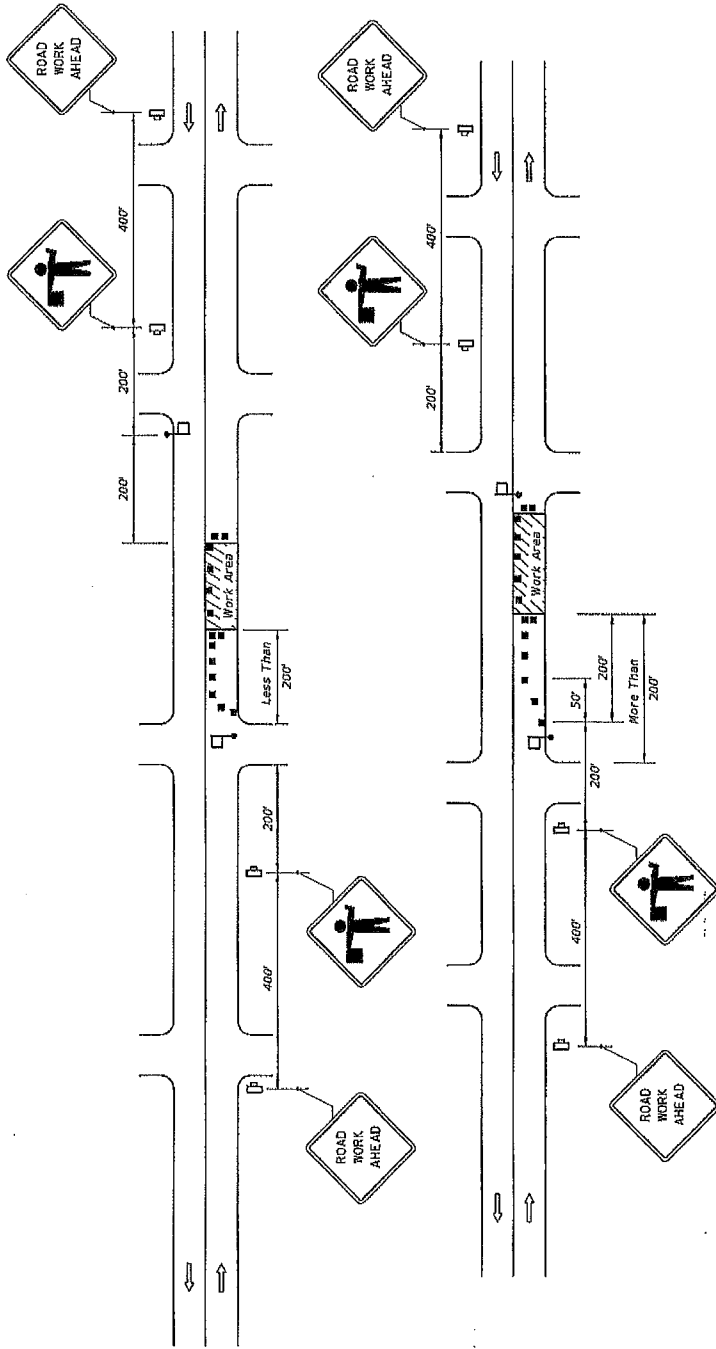 ROAD
WORK
AHEAD
400'
200'
200'
Work Area
Less Than
200'
200'
400'
ROAD
WORK
AHEAD
ROAD
WORK
AHEAD
400'
200'
Work Area
200'
50'
More Than
200'
200'
400'
ROAD
WORK
AHEAD